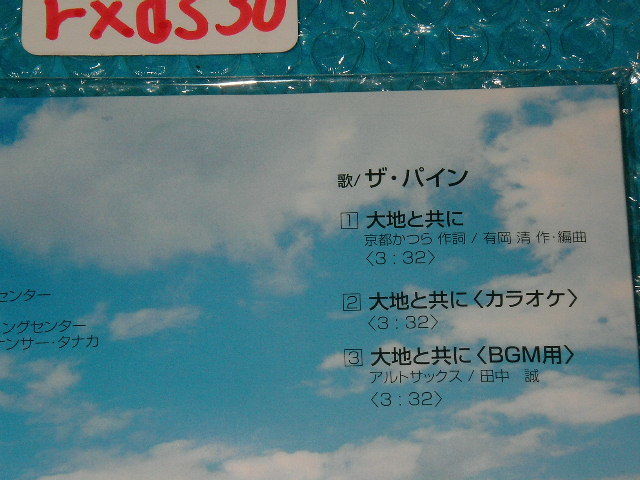 歌/ ザ・パイン
1 大地と共に
京都かつら 作詞 / 有岡 清 作・編曲
〈3:32〉
センター
2 大地と共に〈カラオケ〉
〈3:32〉
ングセンター
ンサー・タナカ
3 大地と共に〈BGM用〉
アルトサックス / 田中 誠
〈3:32〉